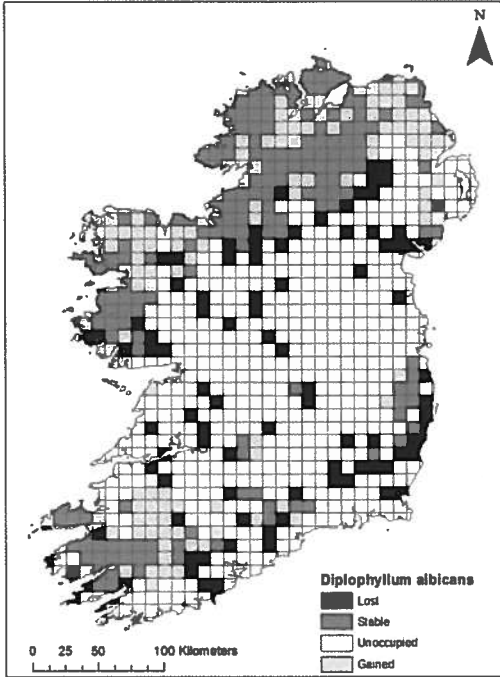 N
Diplophyllum albicans
Lost
Stable
Unoccupied
Gained
0 25 50 100 Kilometers